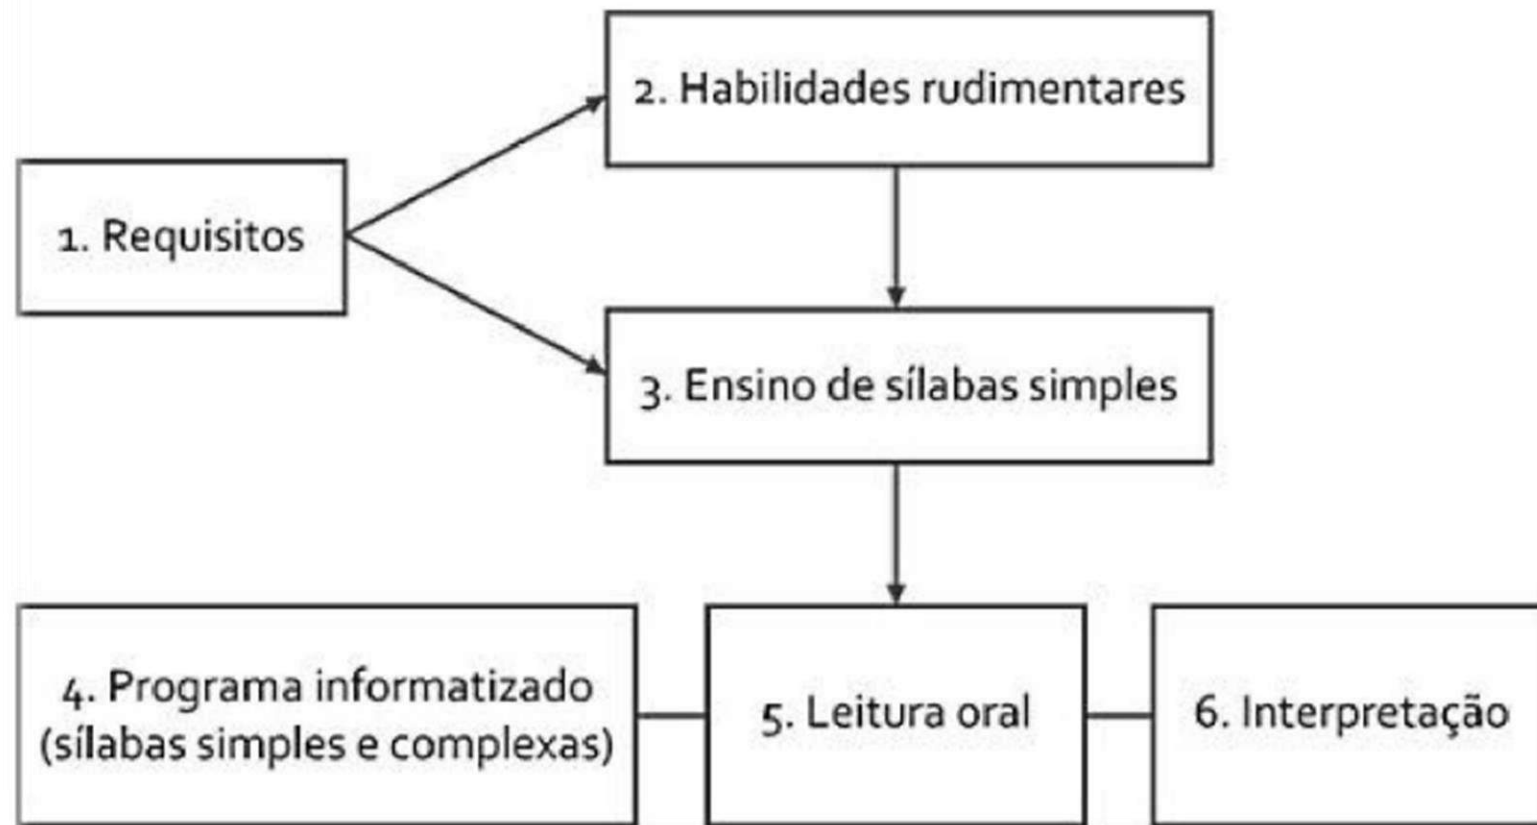 2. Habilidades rudimentares
1. Requisitos
3. Ensino de sílabas simples
4. Programa informatizado
(sílabas simples e complexas)
5. Leitura oral
6. Interpretação